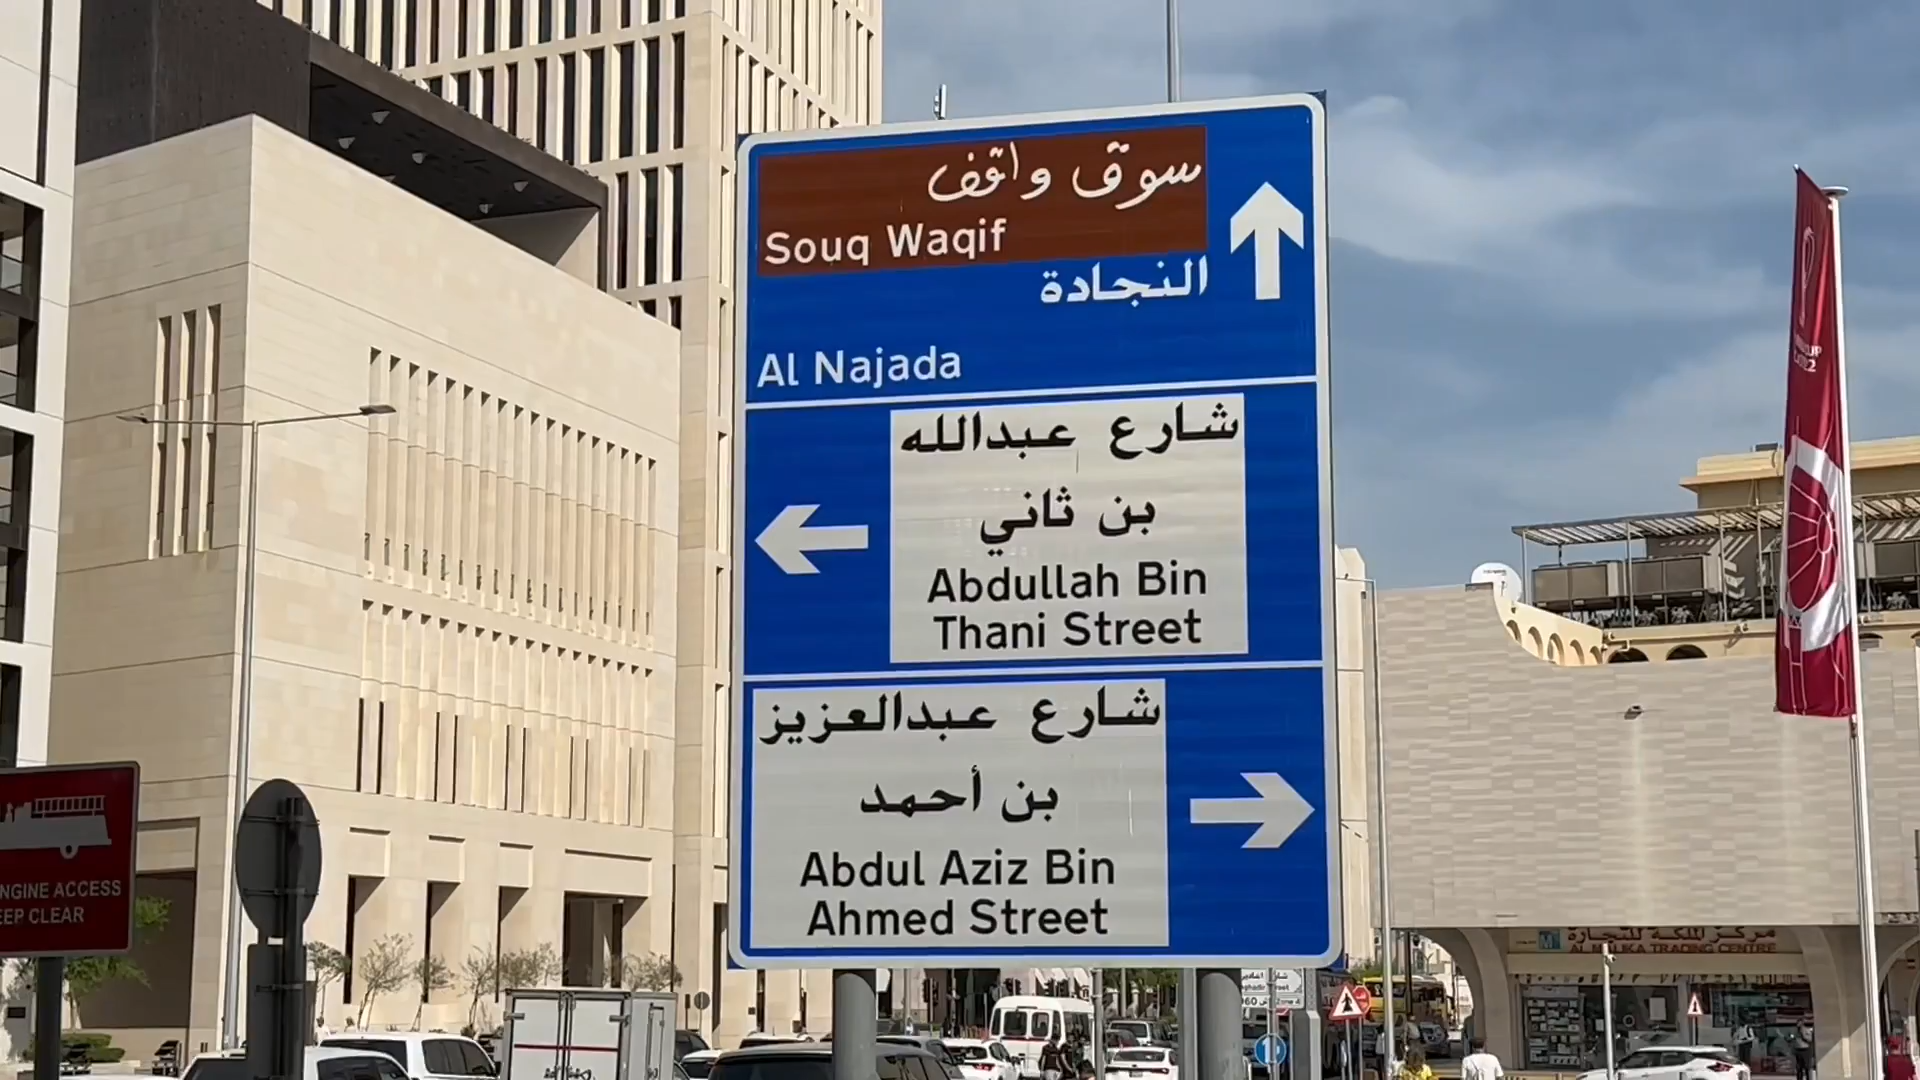 سوق واقف
Souq Waqif
النجادة
Al Najada
شارع عبدالله
بن ثاني
Abdullah Bin
Thani Street
شارع عبدالعزيز
بن أحمد
Abdul Aziz Bin
Ahmed Street
NGINE ACCESS
EEP CLEAR
مركز الملكة للتجارة
AL MALIKA TRADING CENTRE